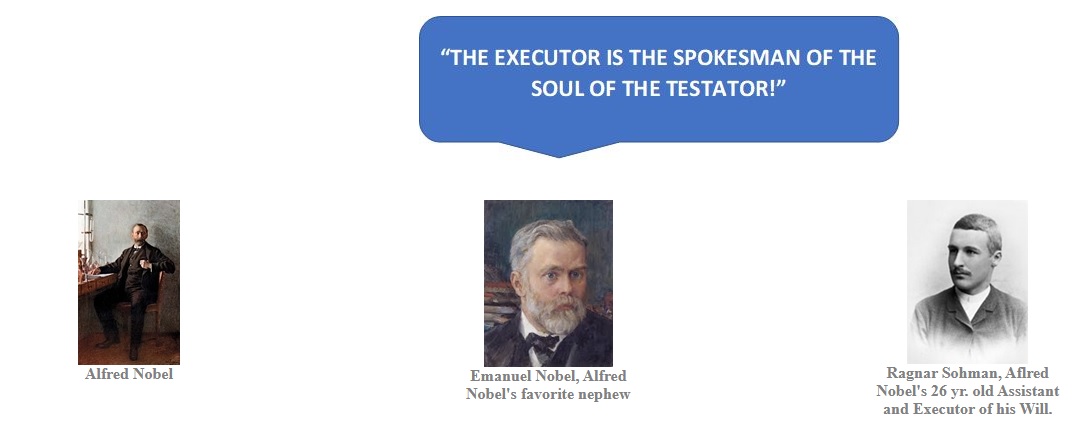 “THE EXECUTOR IS THE SPOKESMAN OF THE
SOUL OF THE TESTATOR!”
Alfred Nobel
Emanuel Nobel, Alfred
Nobel's favorite nephew
Ragnar Sohman, Aflred
Nobel's 26 yr. old Assistant
and Executor of his Will.